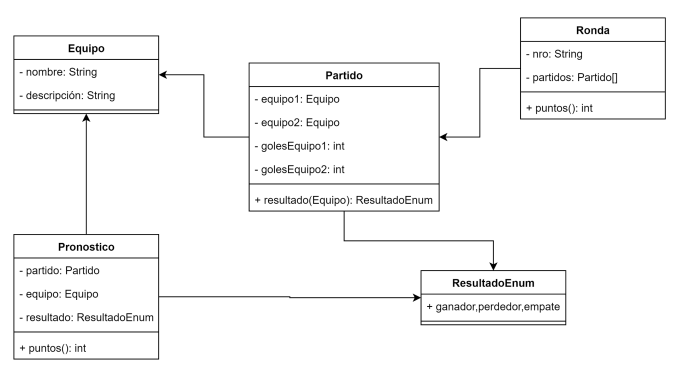 Equipo
- nombre: String
- descripción: String
Partido
- equipo1: Equipo
- equipo2: Equipo
- golesEquipo1: int
- golesEquipo2: int
+ resultado(Equipo): ResultadoEnum
Ronda
- nro: String
- partidos: Partido[]
+ puntos(): int
Pronostico
- partido: Partido
- equipo: Equipo
- resultado: ResultadoEnum
+ puntos(): int
ResultadoEnum
+ ganador,perdedor,empate